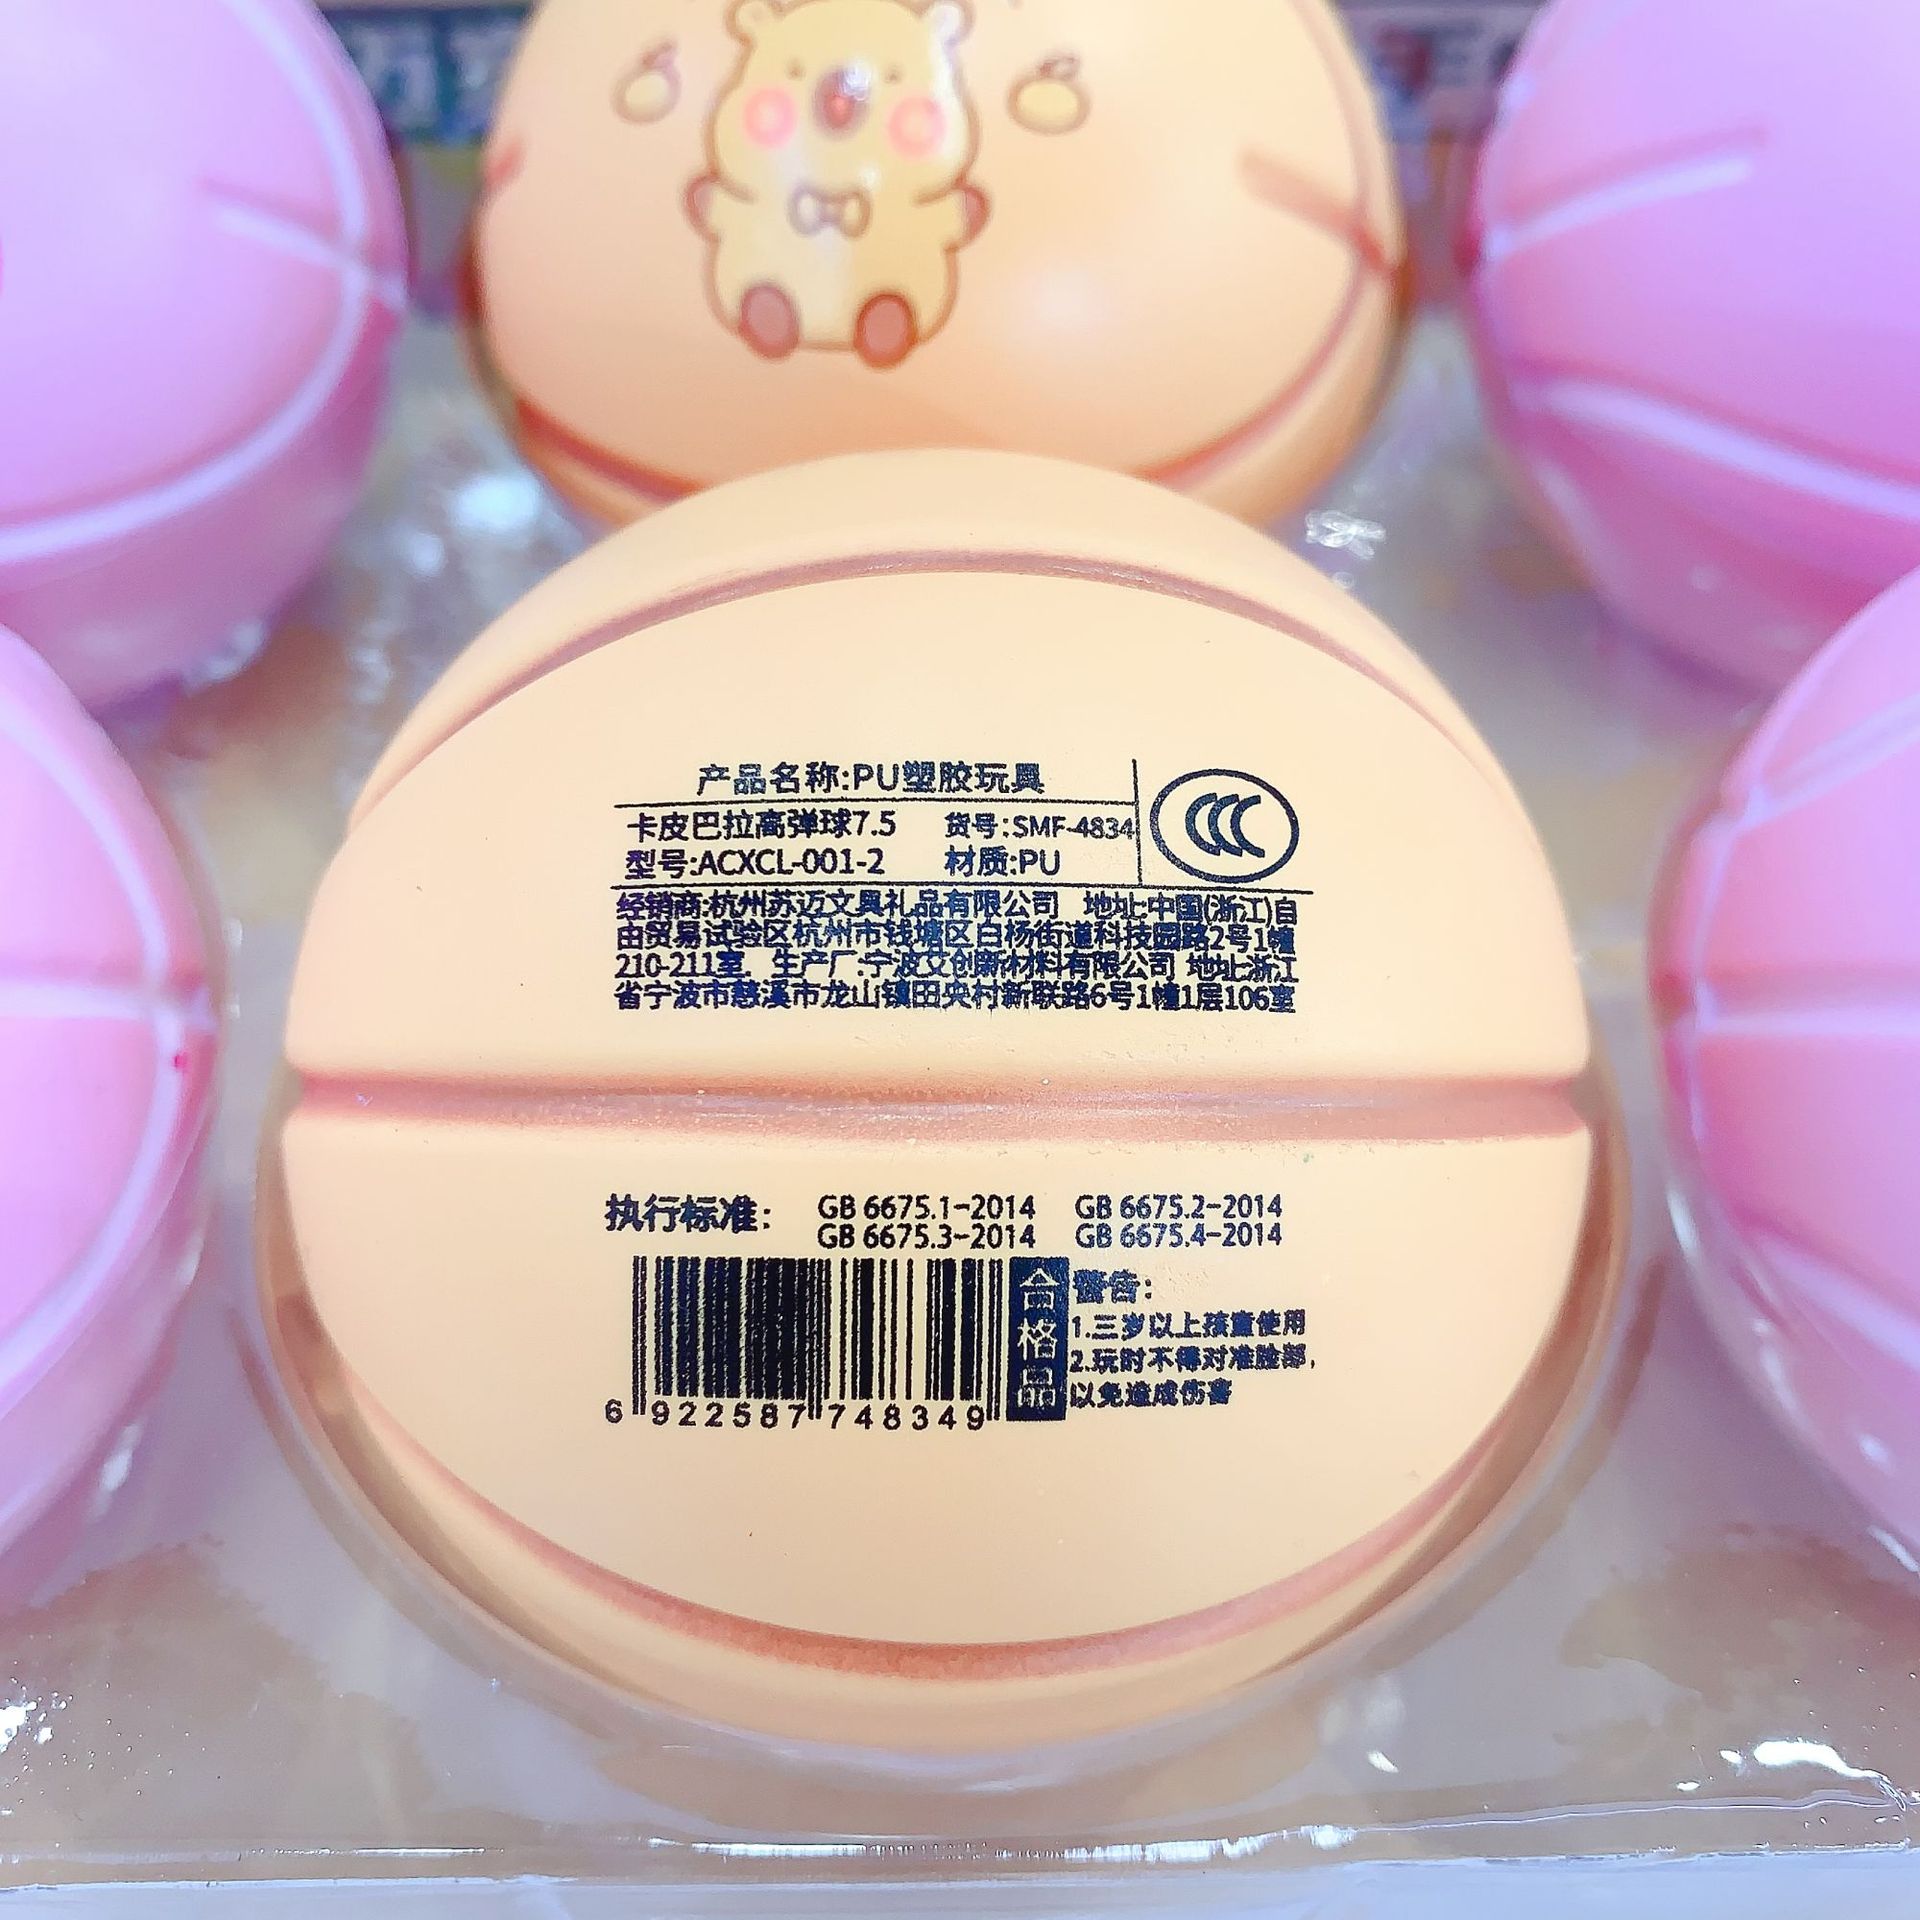 产品名称:PU塑胶玩具
卡皮巴拉高弹球7.5 货号:SMF-4834
型号:ACXCL-001-2 材质:PU
CCC
经销商:杭州苏迈文具礼品有限公司 地址:中国(浙江)自
由贸易试验区杭州市钱塘区白杨街道科技园路2号1幢
210-211室. 生产厂:宁波艾创新材料有限公司 地址:浙江
省宁波市慈溪市龙山镇田央村新联路6号1幢1层106室
执行标准: GB 6675.1-2014 GB 6675.2-2014
GB 6675.3-2014 GB 6675.4-2014
6 922587 748349
合格品
警告:
1.三岁以上孩童使用
2.玩时不得对准脸部,
以免造成伤害